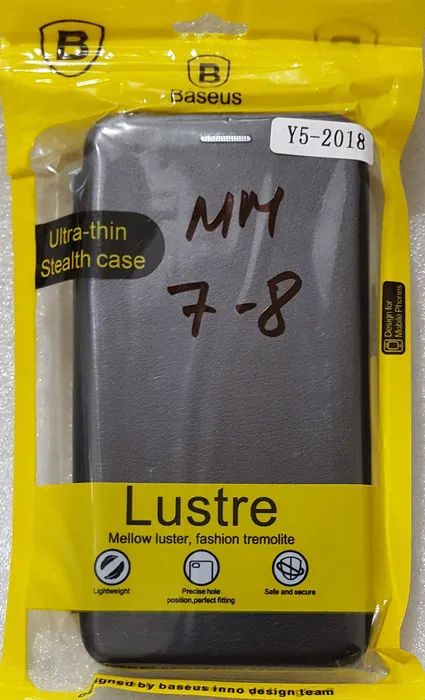 B
B
Baseus
Y5-2018
MM
7-8
Ultra-thin
Stealth case
Design for
Mobile Phones
Lustre
Mellow luster, fashion tremolite
Lightweight
Precise hole
position,perfect fitting
Safe and secure
igned by baseus inno design team